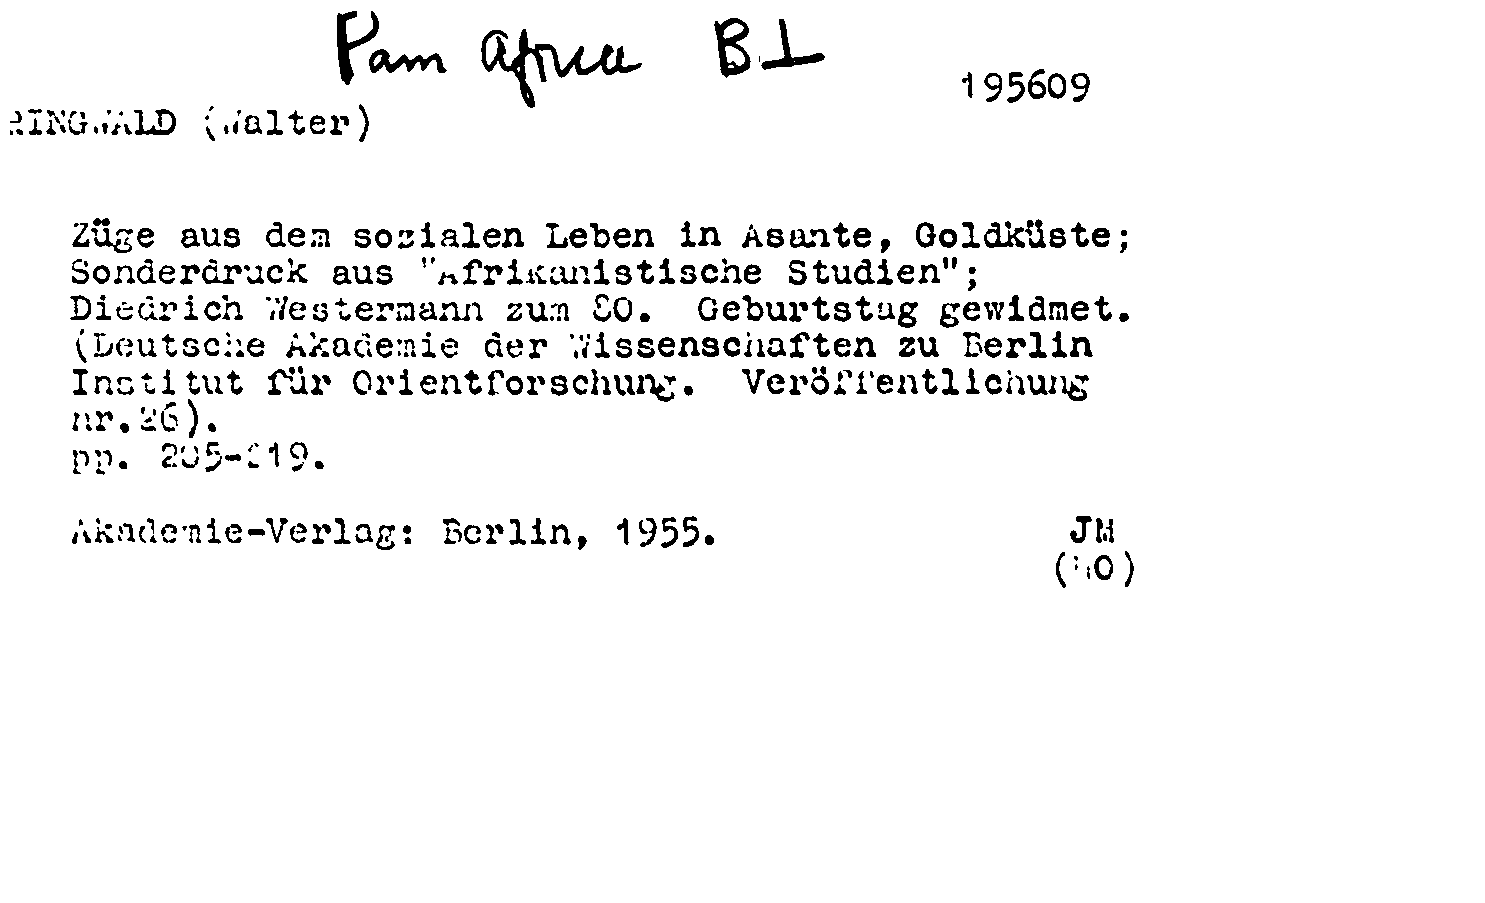 Pam Africa B.1
195609
RINGWALD (Walter)
Züge aus dem sozialen Leben in Asante, Goldküste;
Sonderdruck aus "Afrikanistische Studien";
Diedrich Westermann zum 80. Geburtstag gewidmet.
(Deutsche Akademie der Wissenschaften zu Berlin
Institut für Orientforschung. Veröffentlichung
nr.26).
pp. 205-219.
Akademie-Verlag: Berlin, 1955. JM